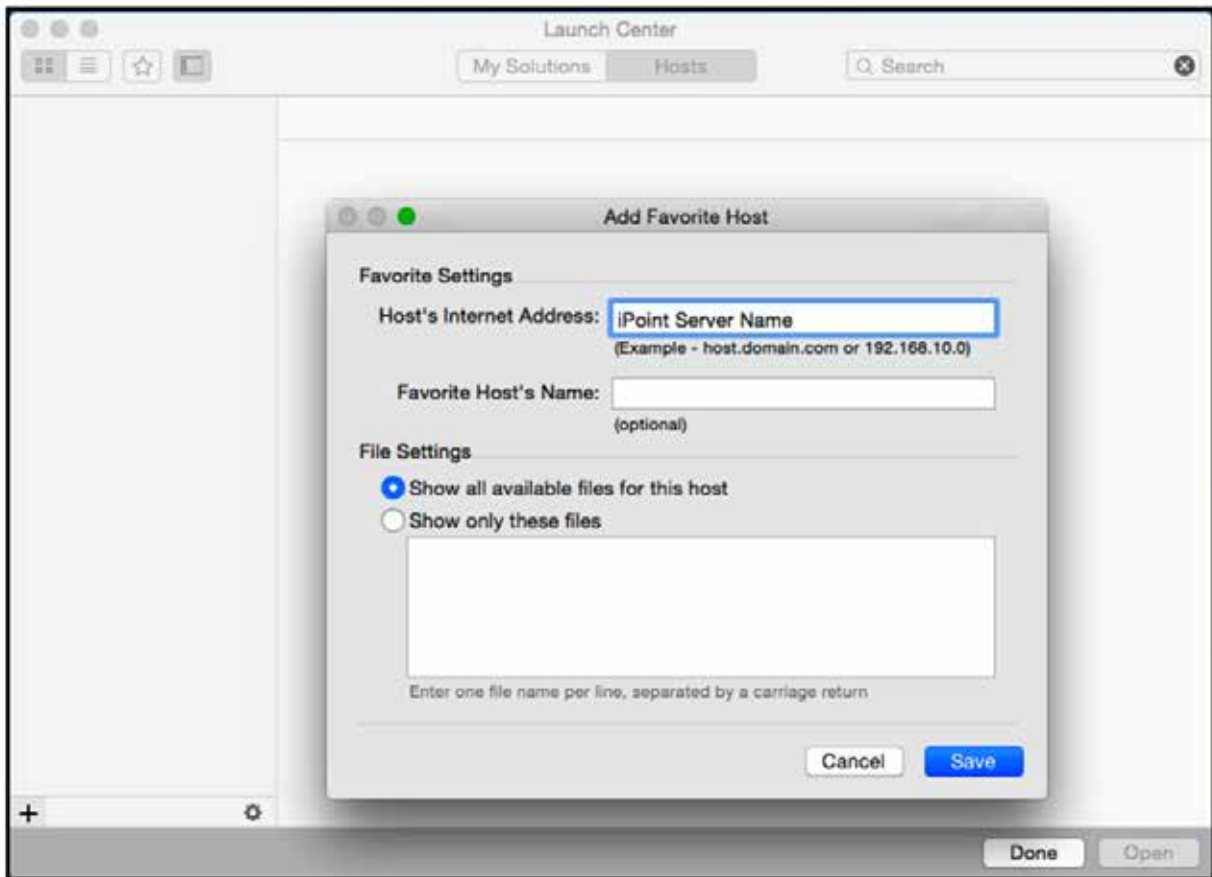 Launch Center
My Solutions Hosts Search
Add Favorite Host
Favorite Settings
Host's Internet Address: iPoint Server Name
(Example - host.domain.com or 192.168.10.0)
Favorite Host's Name:
(optional)
File Settings
Show all available files for this host
Show only these files
Enter one file name per line, separated by a carriage return
Cancel Save
Done Open